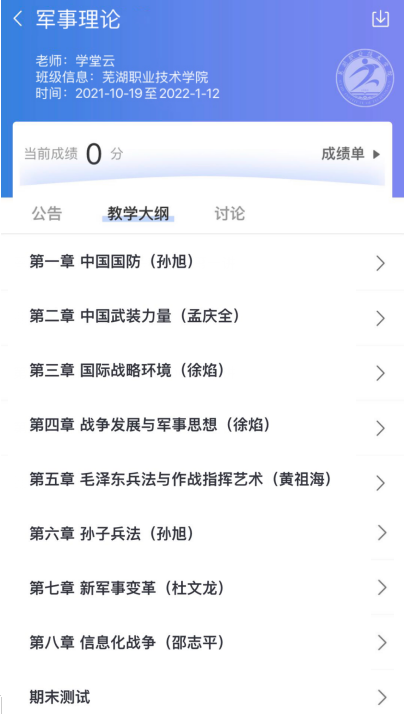 军事理论
老师：学堂云
班级信息：芜湖职业技术学院
时间：2021-10-19至2022-1-12
当前成绩 0 分 成绩单
公告 教学大纲 讨论
第一章 中国国防（孙旭）
第二章 中国武装力量（孟庆全）
第三章 国际战略环境（徐焰）
第四章 战争发展与军事思想（徐焰）
第五章 毛泽东兵法与作战指挥艺术（黄祖海）
第六章 孙子兵法（孙旭）
第七章 新军事变革（杜文龙）
第八章 信息化战争（邵志平）
期末测试